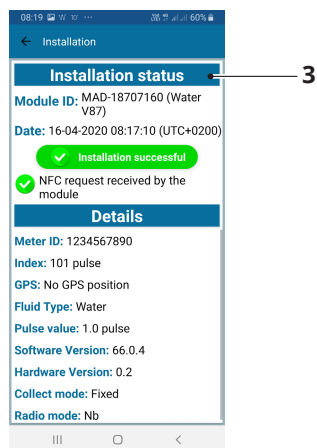 08:19 60%
Installation
Installation status
3
Module ID: MAD-18707160 (Water
V87)
Date: 16-04-2020 08:17:10 (UTC+0200)
Installation successful
NFC request received by the
module
Details
Meter ID: 1234567890
Index: 101 pulse
GPS: No GPS position
Fluid Type: Water
Pulse value: 1.0 pulse
Software Version: 66.0.4
Hardware Version: 0.2
Collect mode: Fixed
Radio mode: Nb